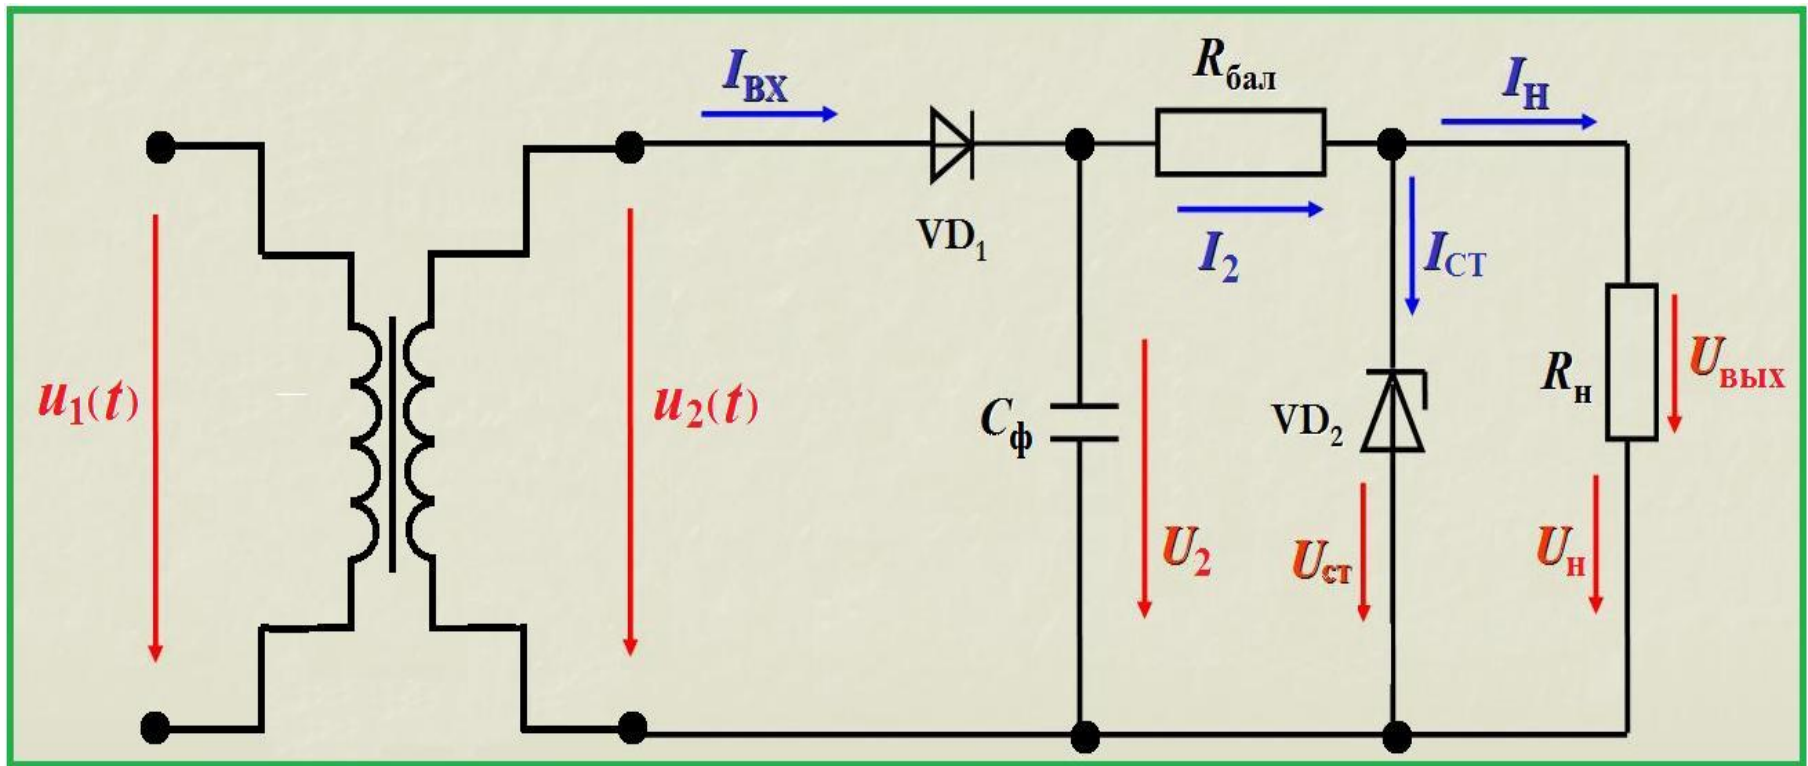 u1(t)
u2(t)
IВХ
VD1
Cф
U2
Rбал
I2
IН
IСТ
VD2
Uст
Rн
Uвых
Uн